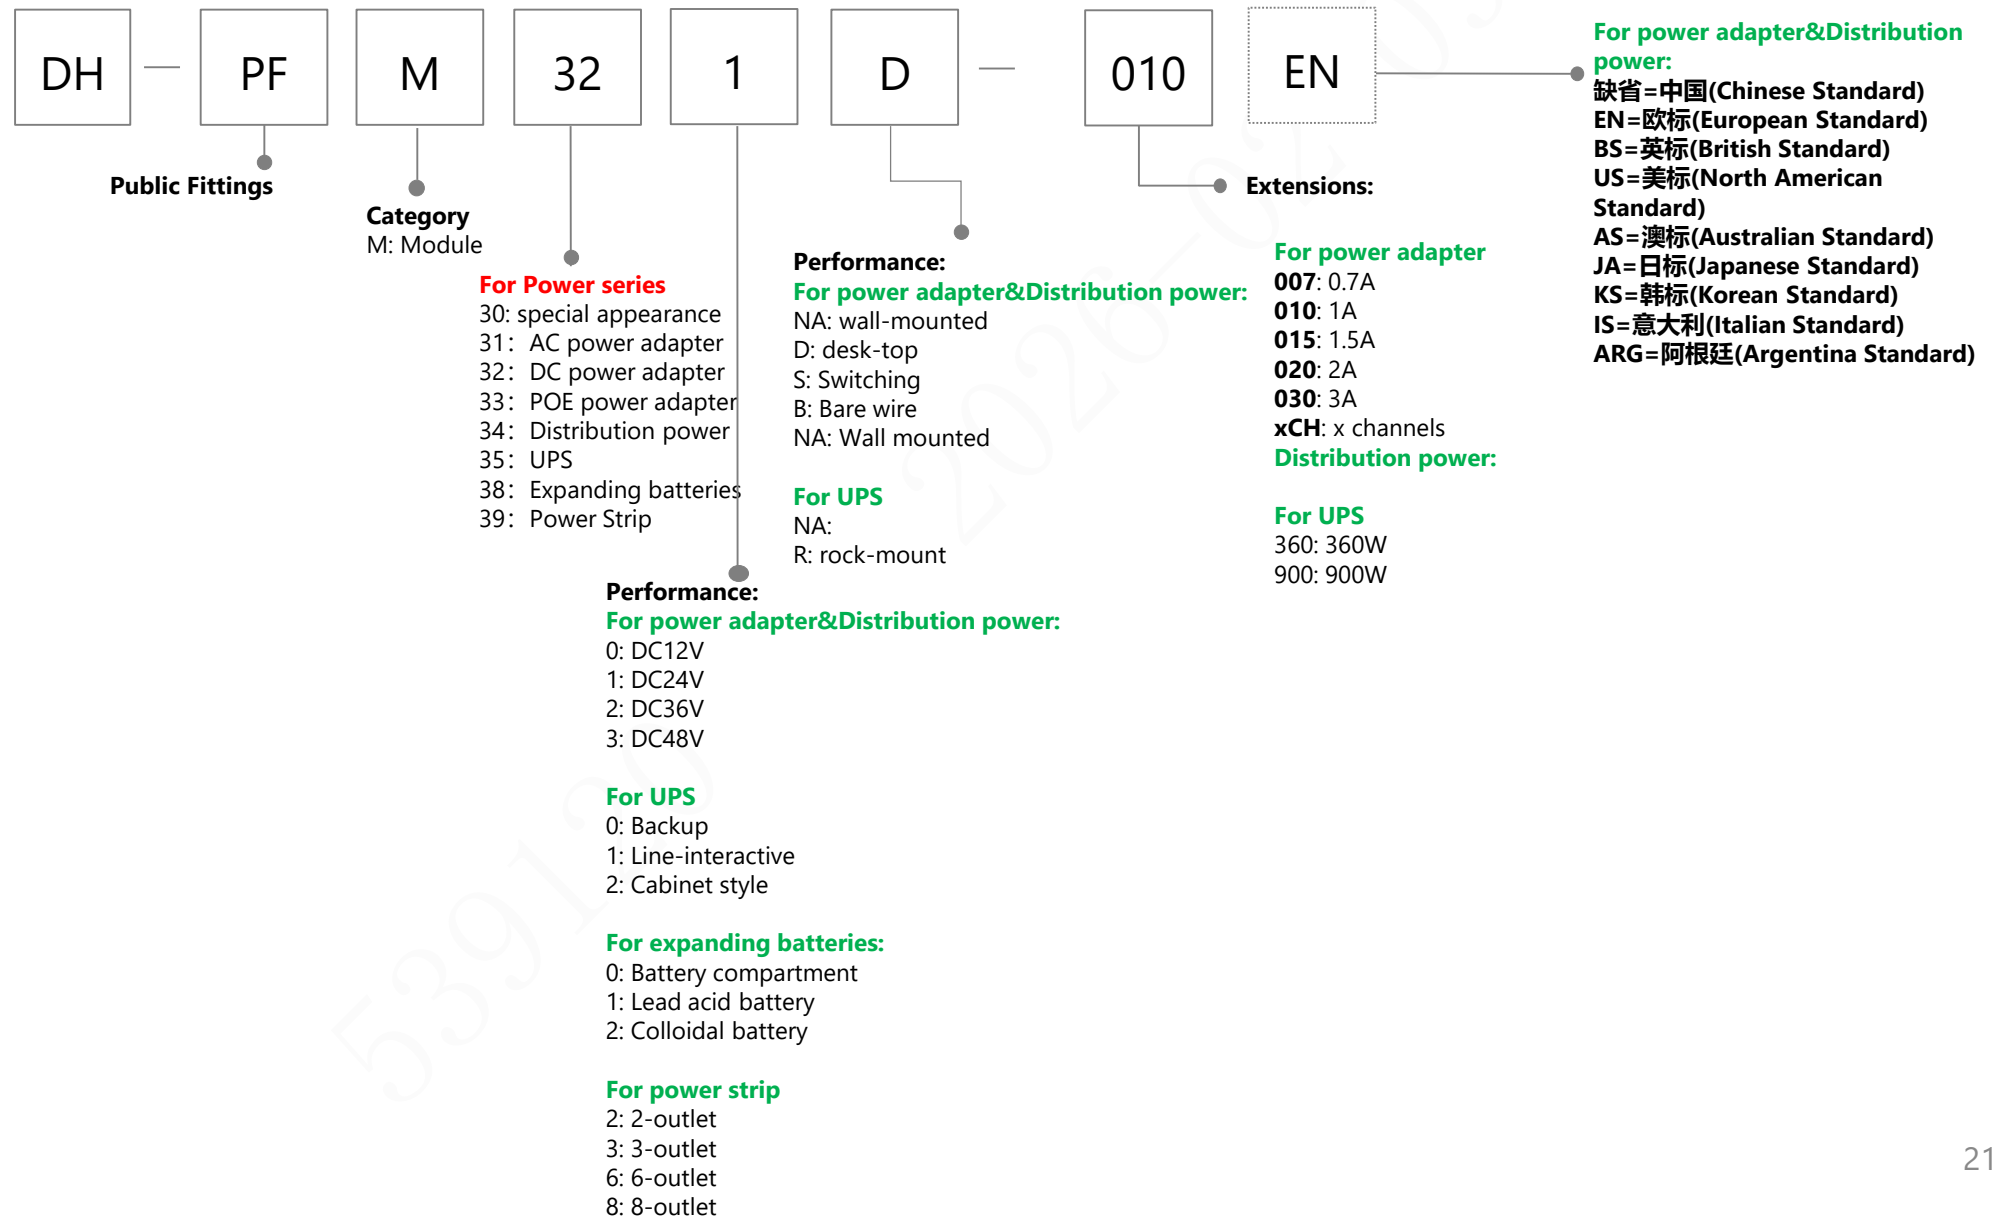 DH — PF M 32 1 D — 010 EN
Public Fittings
Category
M: Module
For Power series
30: special appearance
31：AC power adapter
32：DC power adapter
33：POE power adapter
34：Distribution power
35：UPS
38：Expanding batteries
39：Power Strip
Performance:
For power adapter&Distribution power:
0: DC12V
1: DC24V
2: DC36V
3: DC48V
For UPS
0: Backup
1: Line-interactive
2: Cabinet style
For expanding batteries:
0: Battery compartment
1: Lead acid battery
2: Colloidal battery
For power strip
2: 2-outlet
3: 3-outlet
6: 6-outlet
8: 8-outlet
Performance:
For power adapter&Distribution power:
NA: wall-mounted
D: desk-top
S: Switching
B: Bare wire
NA: Wall mounted
For UPS
NA:
R: rock-mount
Extensions:
For power adapter
007: 0.7A
010: 1A
015: 1.5A
020: 2A
030: 3A
xCH: x channels
Distribution power:
For UPS
360: 360W
900: 900W
For power adapter&Distribution
power:
缺省=中国(Chinese Standard)
EN=欧标(European Standard)
BS=英标(British Standard)
US=美标(North American
Standard)
AS=澳标(Australian Standard)
JA=日标(Japanese Standard)
KS=韩标(Korean Standard)
IS=意大利(Italian Standard)
ARG=阿根廷(Argentina Standard)
21